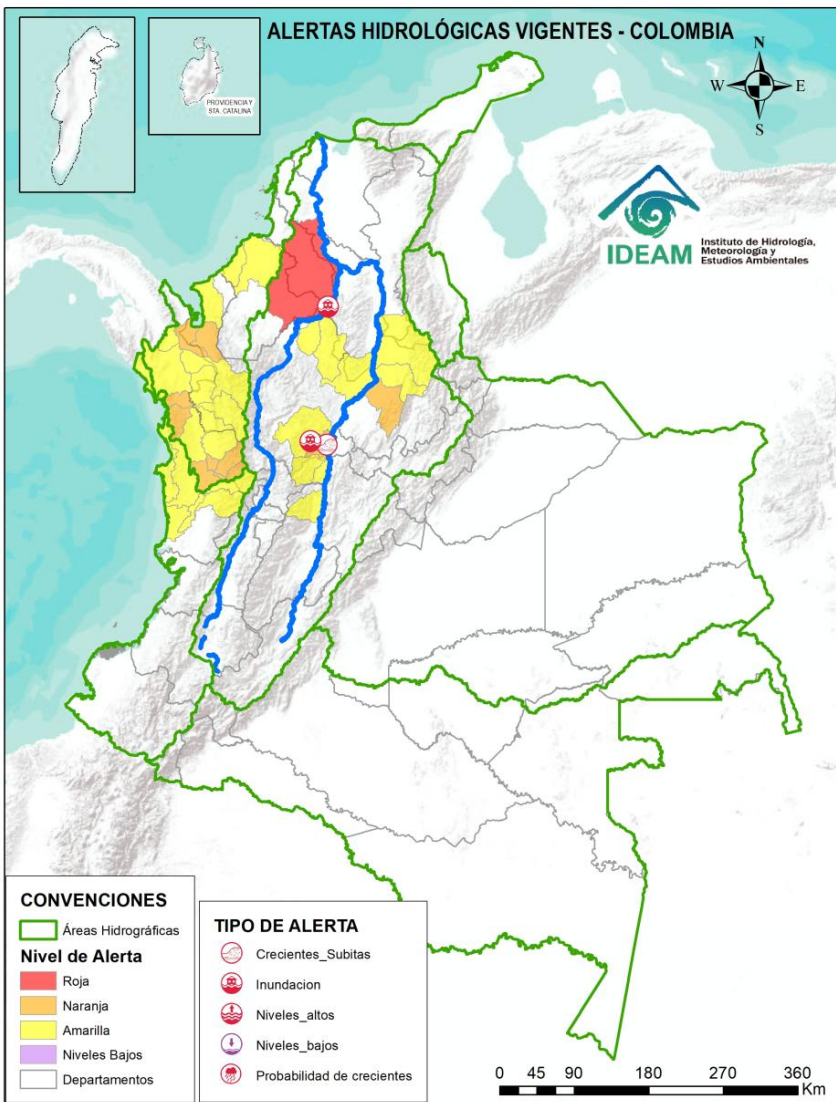 ALERTAS HIDROLÓGICAS VIGENTES - COLOMBIA
PROVIDENCIA Y
STA. CATALINA
N
W
E
S
IDEAM
Instituto de Hidrología,
Meteorología y
Estudios Ambientales
CONVENCIONES
Áreas Hidrográficas
Nivel de Alerta
Roja
Naranja
Amarilla
Niveles Bajos
Departamentos
TIPO DE ALERTA
Crecientes_Subitas
Inundacion
Niveles_altos
Niveles_bajos
Probabilidad de crecientes
0 45 90 180 270 360
Km